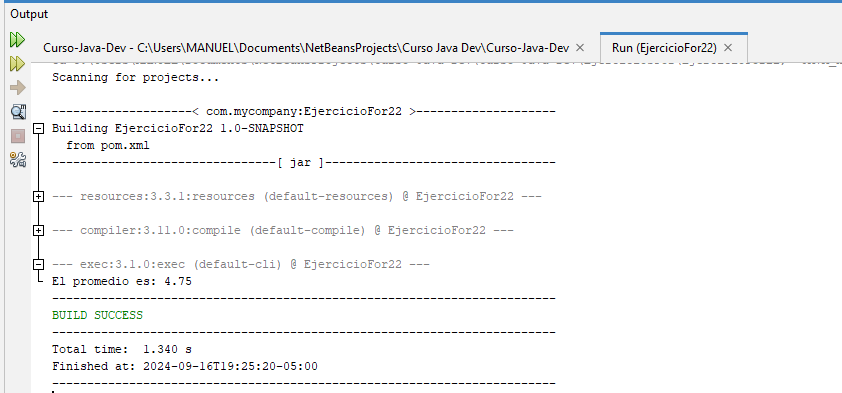 Output
Curso-Java-Dev - C:\Users\MANUEL\Documents\NetBeansProjects\Curso Java Dev\Curso-Java-Dev
Run (EjercicioFor22)
Scanning for projects...
--------------------< com.mycompany:EjercicioFor22 >--------------------
Building EjercicioFor22 1.0-SNAPSHOT
from pom.xml
--------------------------------[ jar ]---------------------------------
--- resources:3.3.1:resources (default-resources) @ EjercicioFor22 ---
--- compiler:3.11.0:compile (default-compile) @ EjercicioFor22 ---
--- exec:3.1.0:exec (default-cli) @ EjercicioFor22 ---
El promedio es: 4.75
------------------------------------------------------------------------
BUILD SUCCESS
------------------------------------------------------------------------
Total time:  1.340 s
Finished at: 2024-09-16T19:25:20-05:00
------------------------------------------------------------------------